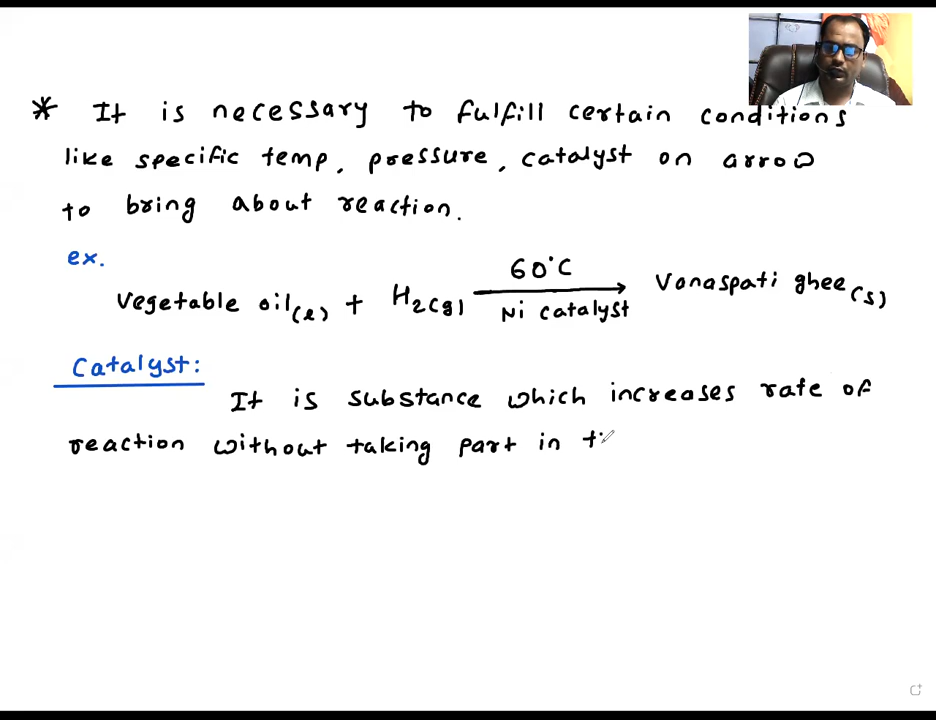 * It is necessary to fulfill certain conditions
like specific temp, pressure, catalyst on arrow
to bring about reaction.
ex.
Vegetable oil(l) + H2(g) 60°C Ni catalyst → Vanaspati ghee(s)
Catalyst:
It is substance which increases rate of
reaction without taking part in